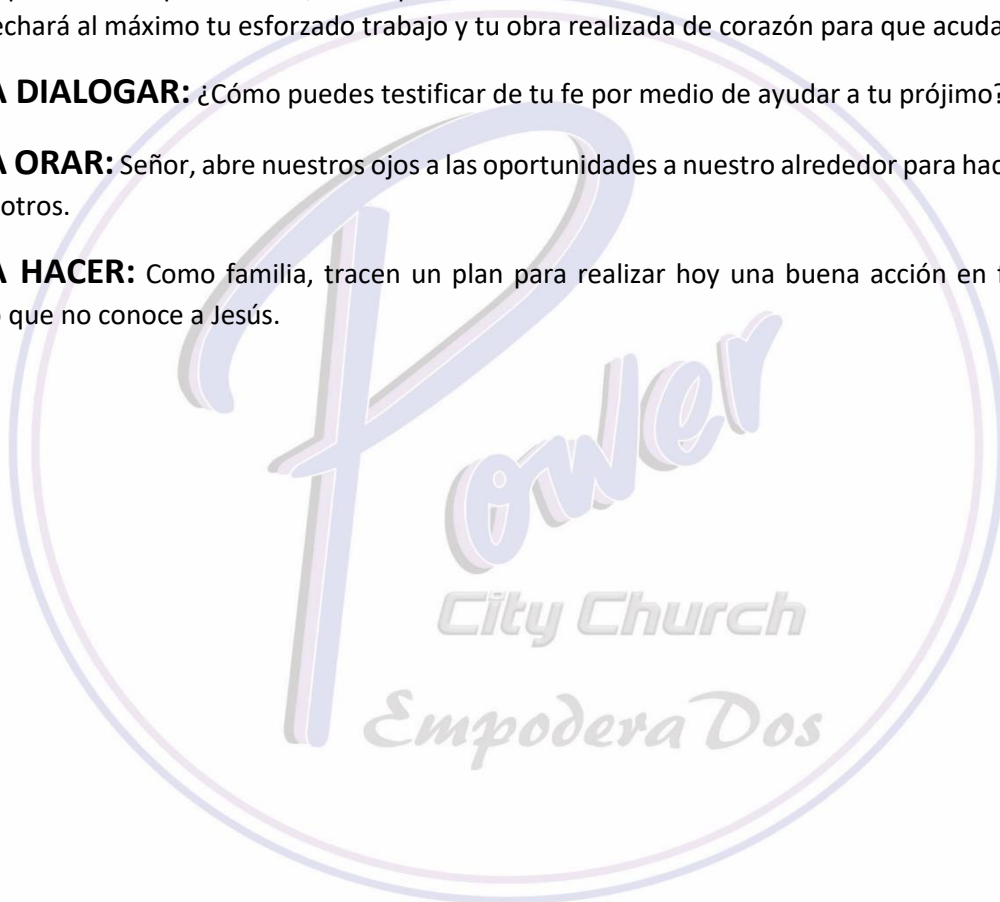 echará al máximo tu esforzado trabajo y tu obra realizada de corazón para que acuda
A DIALOGAR: ¿Cómo puedes testificar de tu fe por medio de ayudar a tu prójimo?
A ORAR: Señor, abre nuestros ojos a las oportunidades a nuestro alrededor para hac
otros.
A HACER: Como familia, tracen un plan para realizar hoy una buena acción en f
que no conoce a Jesús.
Power
City Church
EmpoderaDos